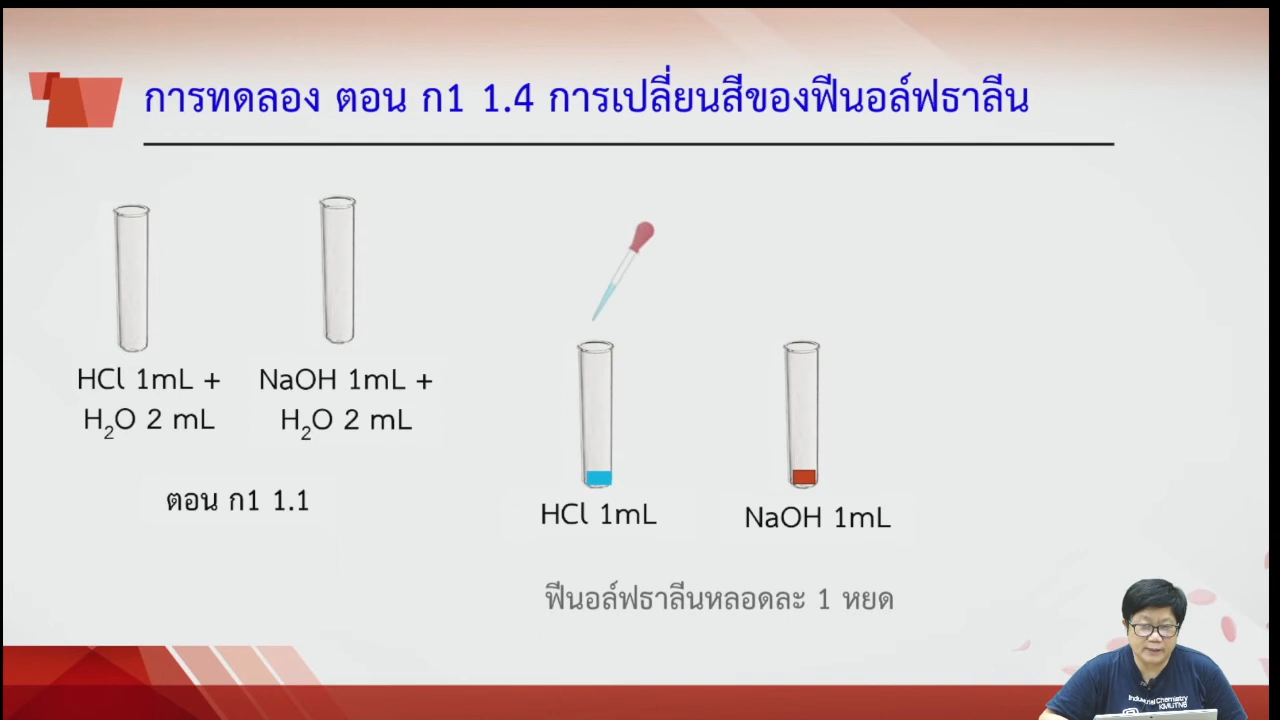 การทดลอง ตอน ก1 1.4 การเปลี่ยนสีของฟีนอล์ฟธาลีน
HCl 1mL +
H₂O 2 mL
NaOH 1mL +
H₂O 2 mL
ตอน ก1 1.1
HCl 1mL
NaOH 1mL
ฟีนอล์ฟธาลีนหลอดละ 1 หยด
Industrial Chemistry
KMUTNB